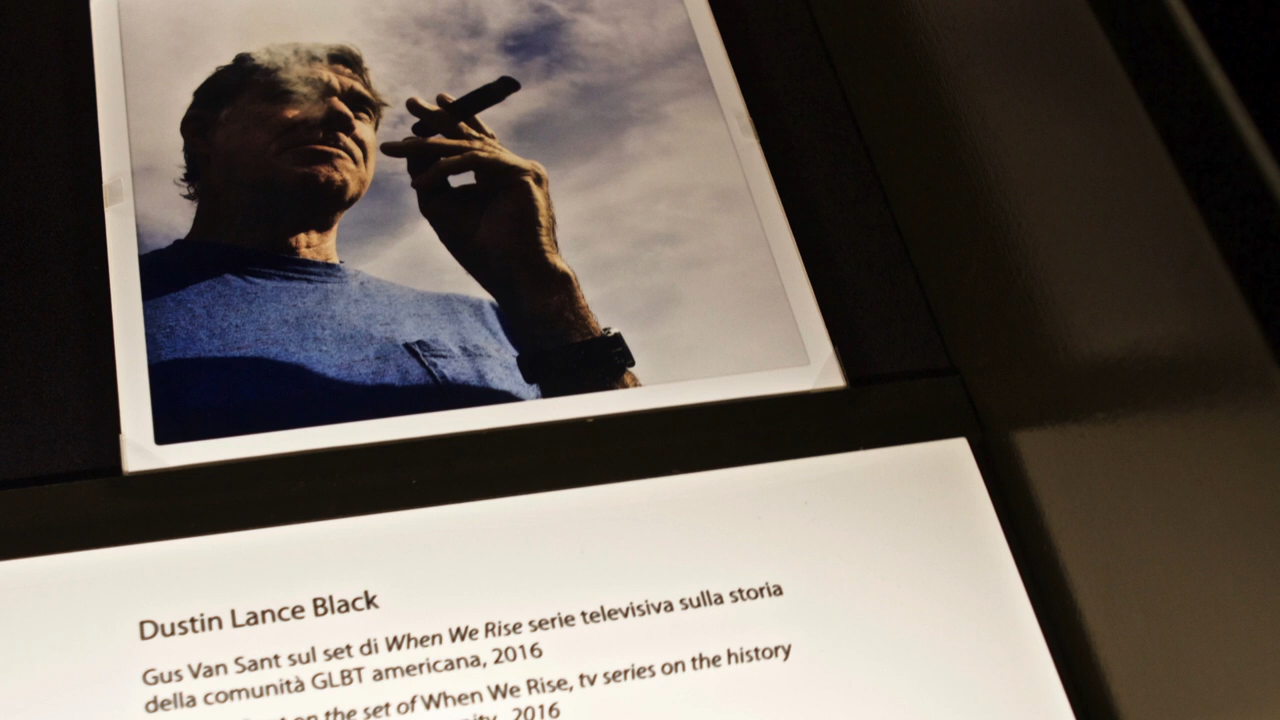 Dustin Lance Black
Gus Van Sant sul set di When We Rise serie televisiva sulla storia
della comunità GLBT americana, 2016
on the set of When We Rise, tv series on the history
2016